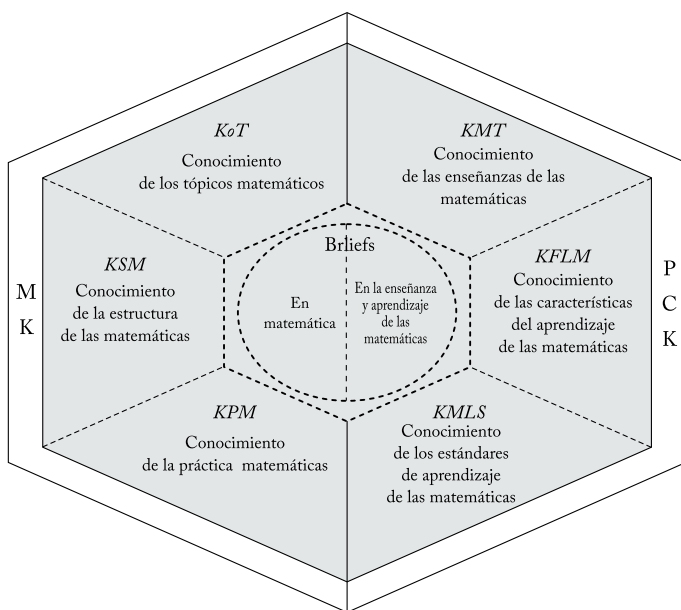 KoT
Conocimiento
de los tópicos matemáticos
KMT
Conocimiento
de las enseñanzas de las
matemáticas
KSM
Conocimiento
de la estructura
de las matemáticas
M
K
Brliefs
En
matemática
En la enseñanza
y aprendizaje
de las
matemáticas
KFLM
Conocimiento
de las características
del aprendizaje
de las matemáticas
P
C
K
KPM
Conocimiento
de la práctica matemáticas
KMLS
Conocimiento
de los estándares
de aprendizaje
de las matemáticas